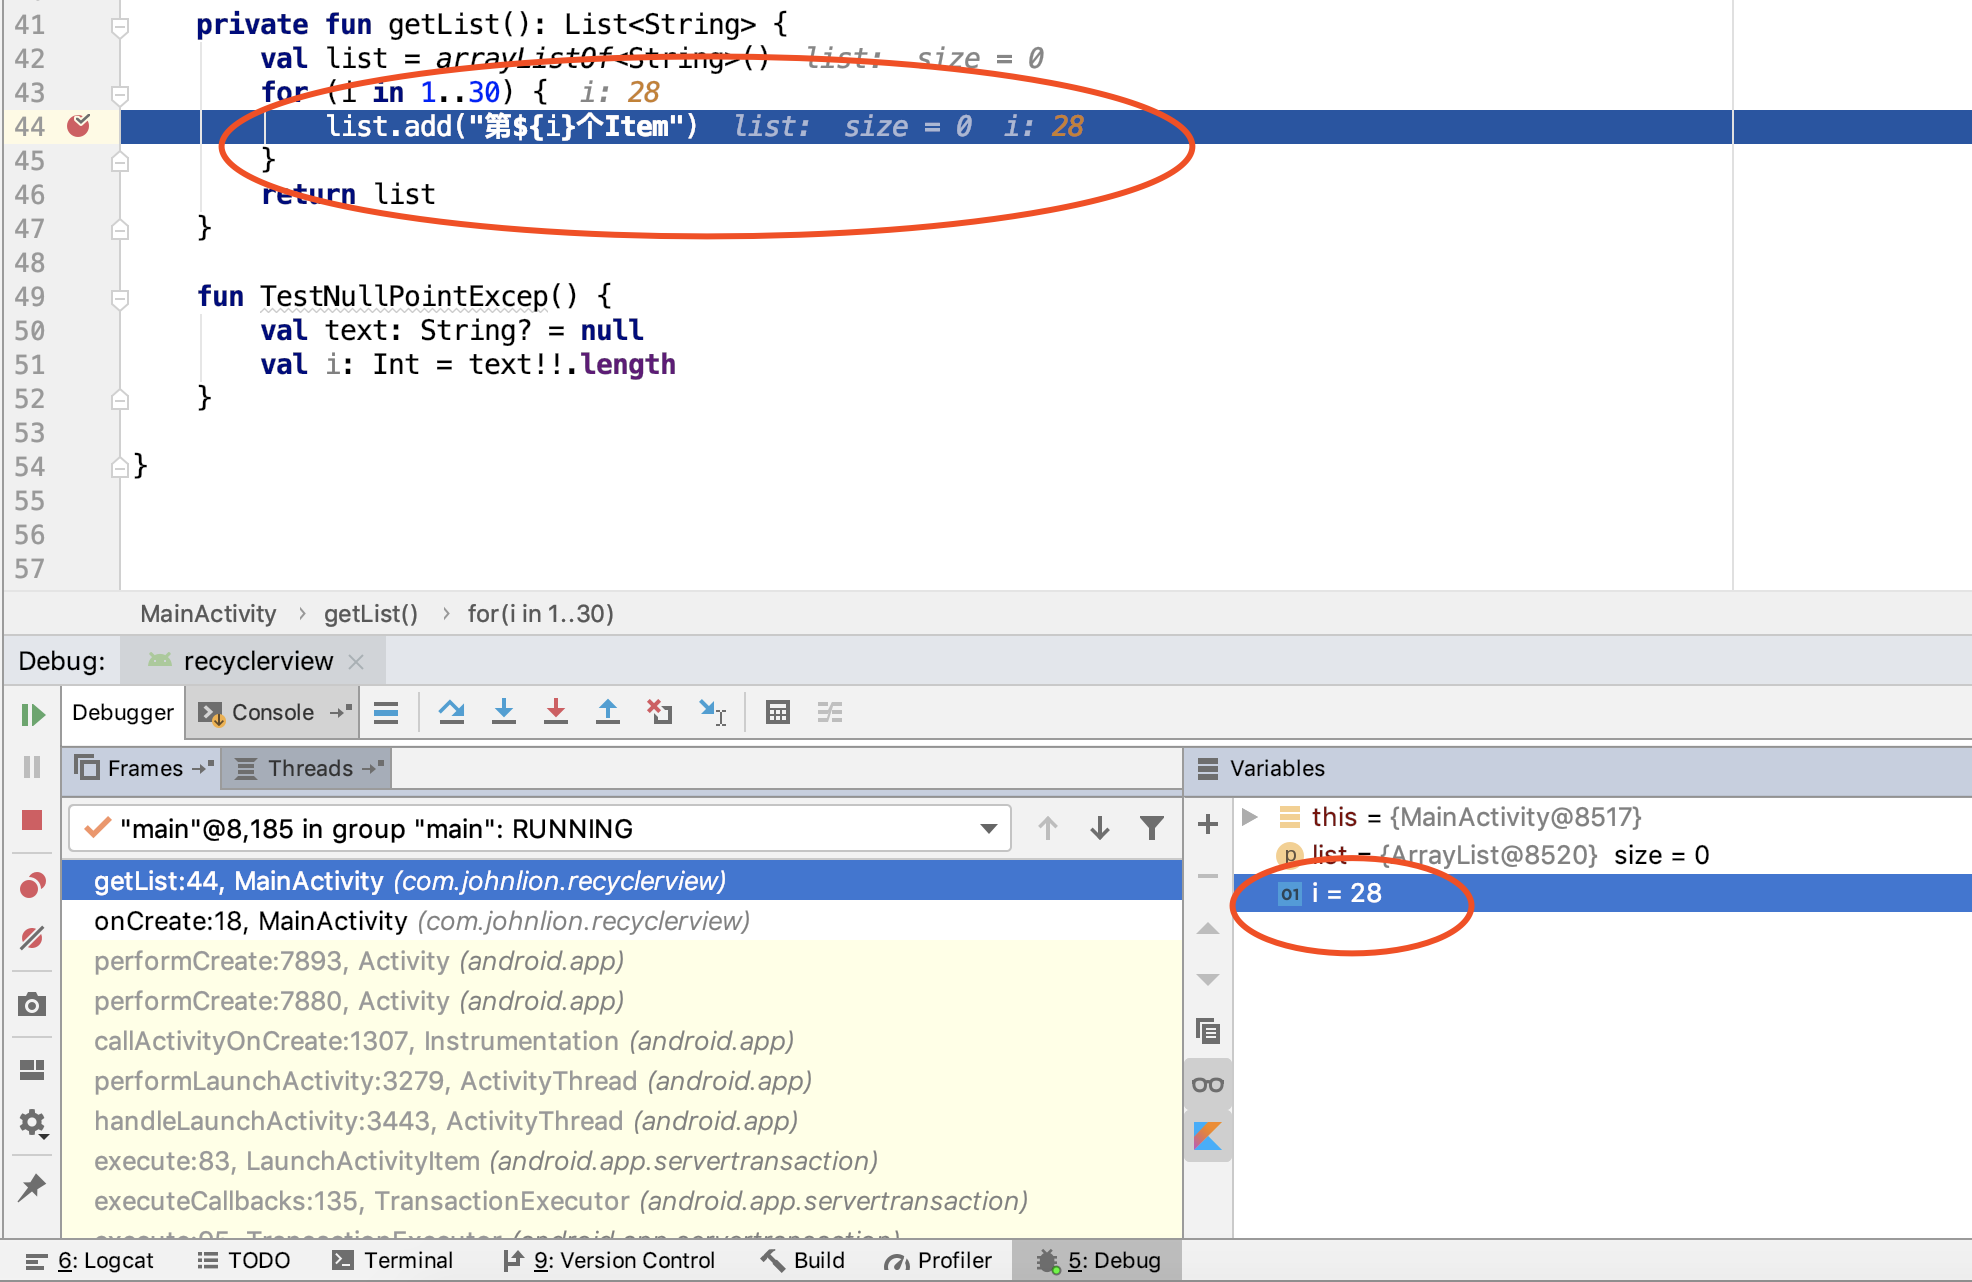 41 private fun getList(): List<String> {
42 val list = arrayListOf<String>() list: size = 0
43 for (i in 1..30) { i: 28
44 list.add("第${i}个Item") list: size = 0 i: 28
45 }
46 return list
47 }
48
49 fun TestNullPointExcep() {
50 val text: String? = null
51 val i: Int = text!!.length
52 }
53
54 }
55
56
57
MainActivity › getList() › for(i in 1..30)
Debug: recyclerview
Debugger Console
Frames Threads
Variables
"main"@8,185 in group "main": RUNNING
getList:44, MainActivity (com.johnlion.recyclerview)
onCreate:18, MainActivity (com.johnlion.recyclerview)
performCreate:7893, Activity (android.app)
performCreate:7880, Activity (android.app)
callActivityOnCreate:1307, Instrumentation (android.app)
performLaunchActivity:3279, ActivityThread (android.app)
handleLaunchActivity:3443, ActivityThread (android.app)
execute:83, LaunchActivityItem (android.app.servertransaction)
executeCallbacks:135, TransactionExecutor (android.app.servertransaction)
execute:95, TransactionExecutor (android.app.servertransaction)
this = {MainActivity@8517}
p list = {ArrayList@8520} size = 0
01 i = 28
6: Logcat TODO Terminal 9: Version Control Build Profiler 5: Debug